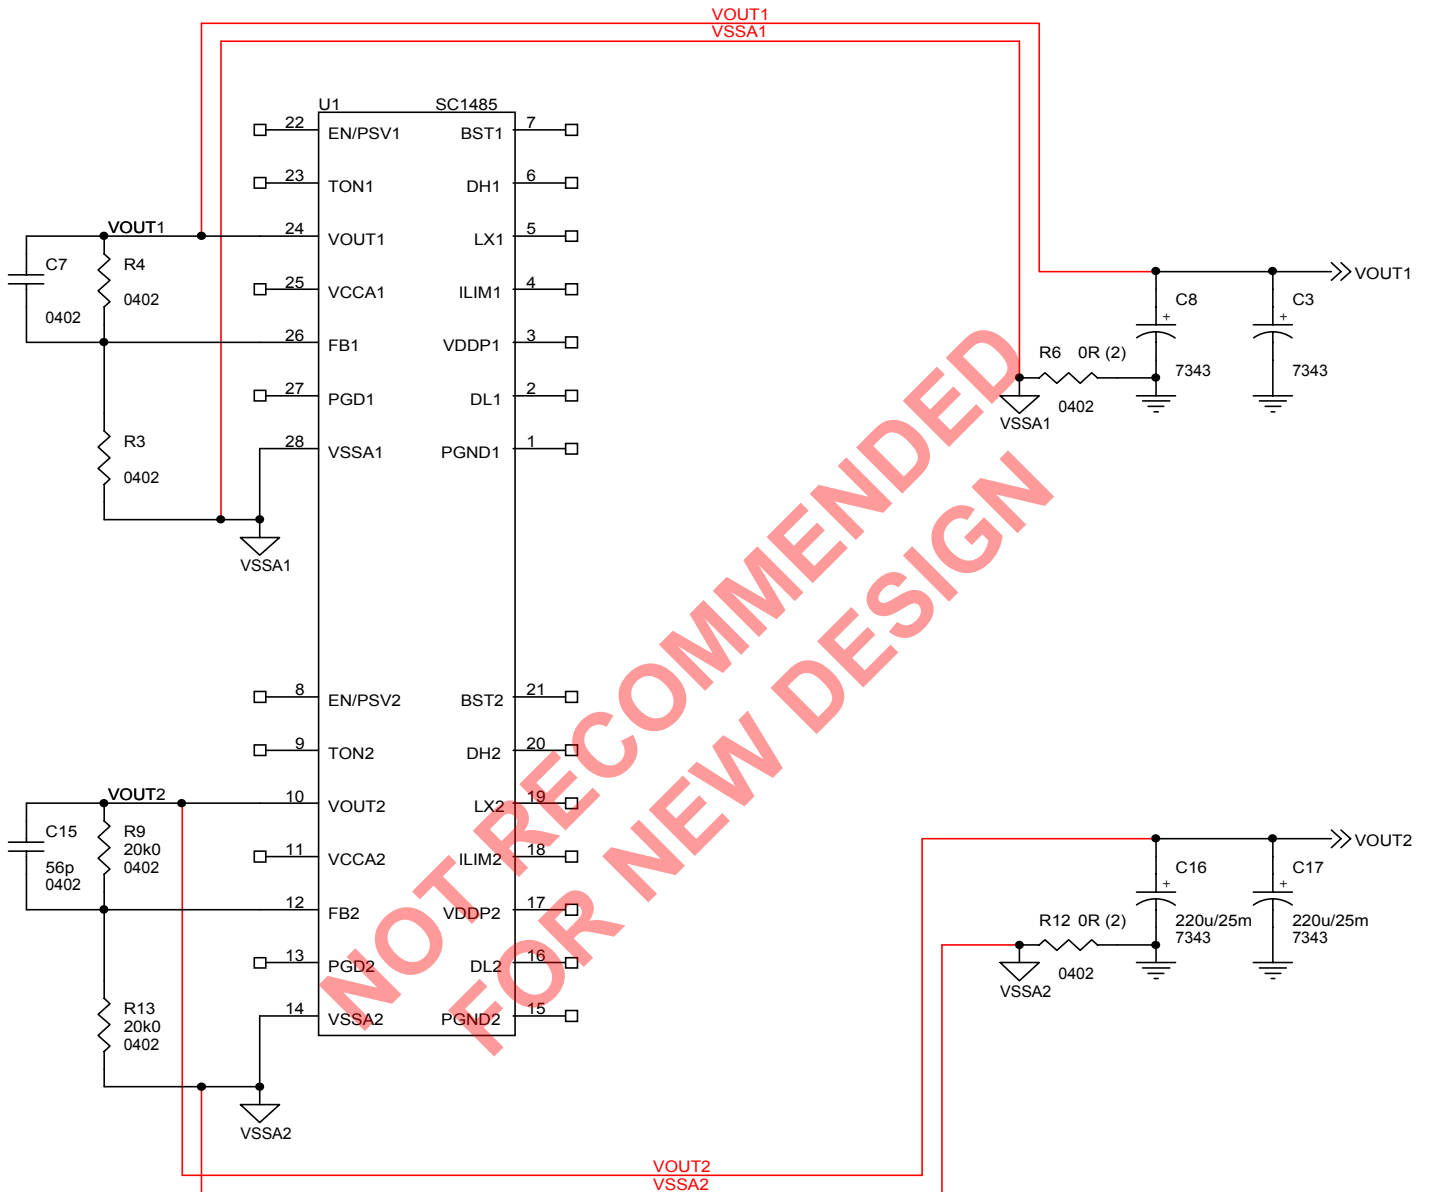 VOUT1
VSSA1
U1 SC1485
22 EN/PSV1 BST1 7
23 TON1 DH1 6
VOUT1 24 VOUT1 LX1 5
C7 R4
0402 0402
25 VCCA1 ILIM1 4
26 FB1 VDDP1 3
27 PGD1 DL1 2
R3
0402
28 VSSA1 PGND1 1
VSSA1
VOUT1
C8 C3
+ +
7343 7343
R6 0R (2)
0402
VSSA1
8 EN/PSV2 BST2 21
9 TON2 DH2 20
VOUT2 10 VOUT2 LX2 19
C15 R9
20k0
56p 0402
0402
11 VCCA2 ILIM2 18
12 FB2 VDDP2 17
13 PGD2 DL2 16
R13
20k0
0402
14 VSSA2 PGND2 15
VSSA2
VOUT2
C16 C17
+ +
220u/25m 220u/25m
7343 7343
R12 0R (2)
0402
VSSA2
VOUT2
VSSA2
NOT RECOMMENDED
FOR NEW DESIGN